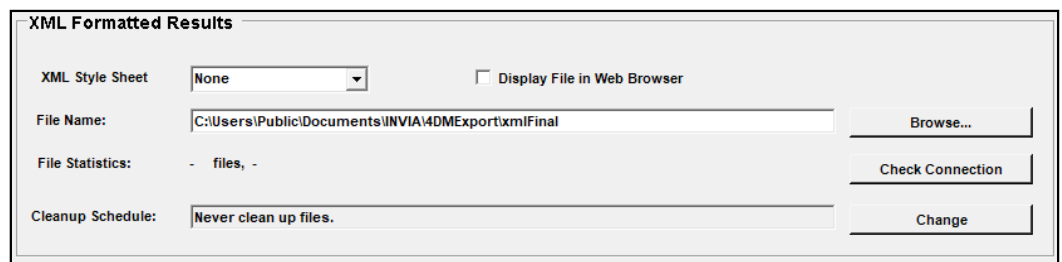 XML Formatted Results
XML Style Sheet None Display File in Web Browser
File Name: C:\Users\Public\Documents\INVIA\4DMExport\xmlFinal Browse...
File Statistics: - files, - Check Connection
Cleanup Schedule: Never clean up files. Change